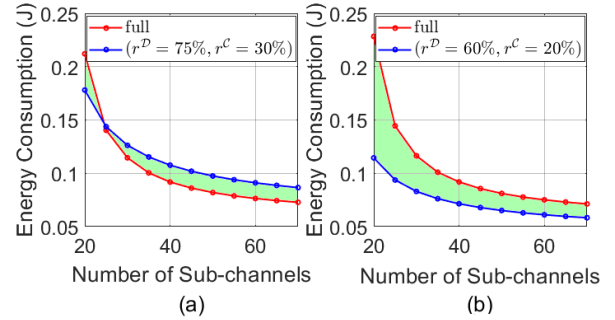 0.25
full
(r^D = 75%, r^C = 30%)
0.2
0.15
0.1
0.05
20
40
60
Energy Consumption (J)
Number of Sub-channels
(a)
0.25
full
(r^D = 60%, r^C = 20%)
0.2
0.15
0.1
0.05
20
40
60
Energy Consumption (J)
Number of Sub-channels
(b)